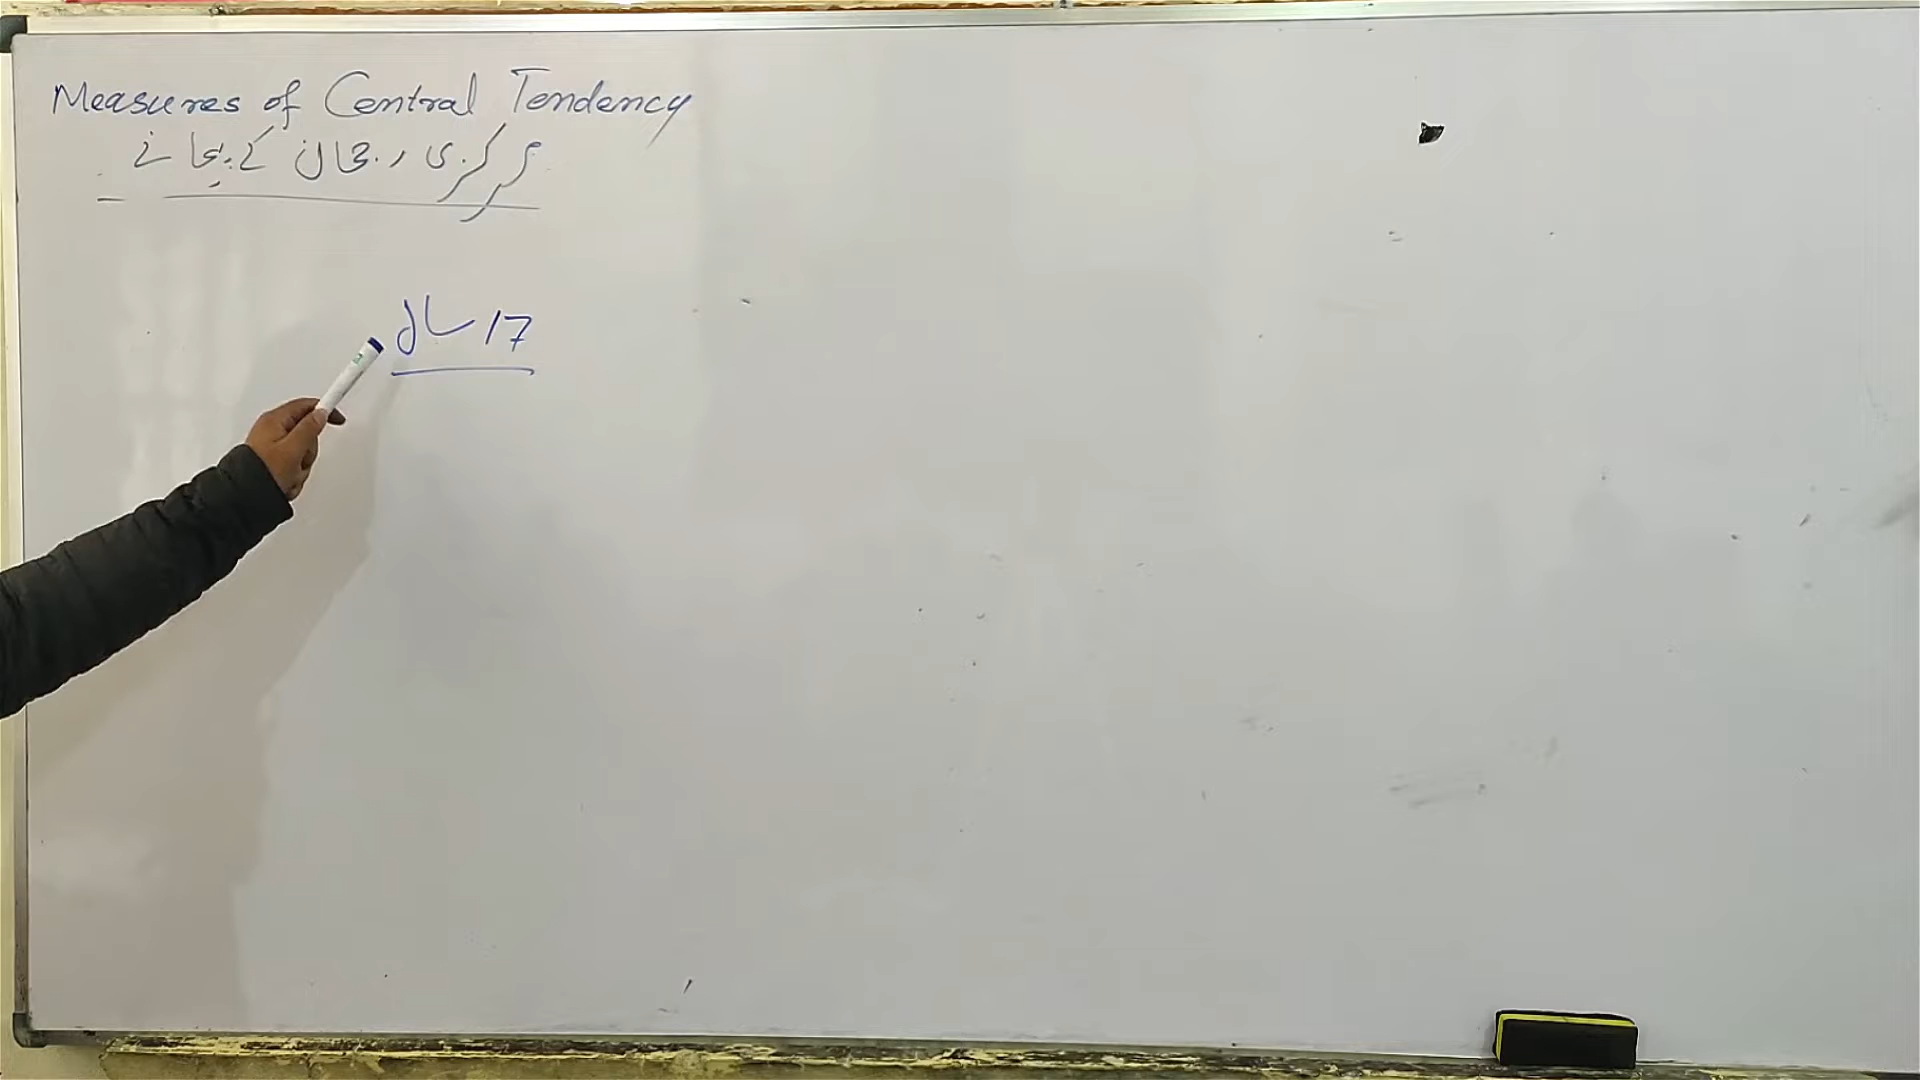 Measures of Central Tendency
مرکزی رجحان کے پیمانے
17 سال